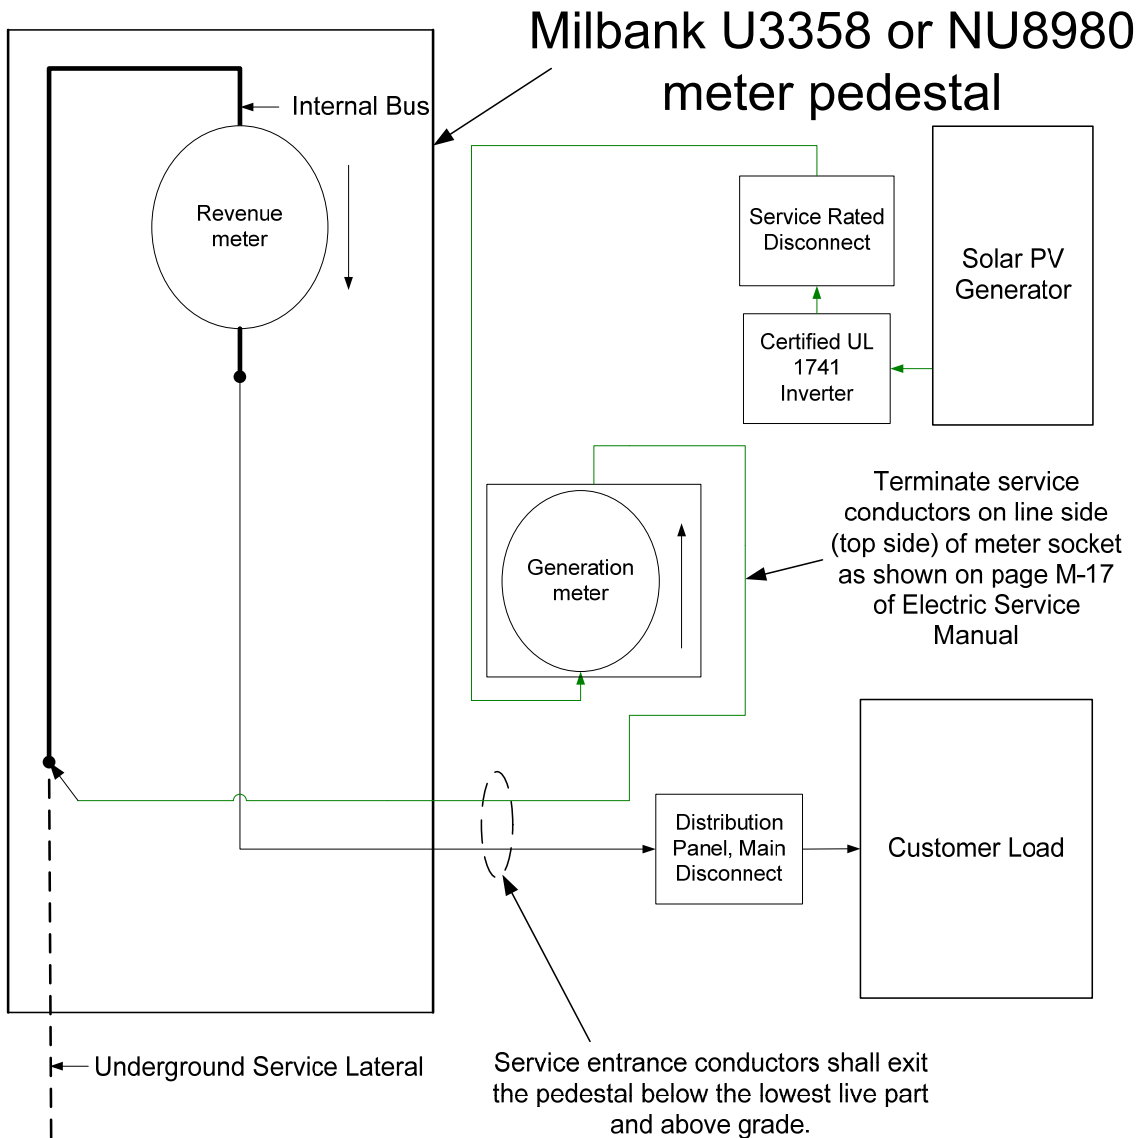 Milbank U3358 or NU8980
meter pedestal
Internal Bus
Revenue
meter
Service Rated
Disconnect
Solar PV
Generator
Certified UL
1741
Inverter
Terminate service
conductors on line side
(top side) of meter socket
as shown on page M-17
of Electric Service
Manual
Generation
meter
Distribution
Panel, Main
Disconnect
Customer Load
Underground Service Lateral
Service entrance conductors shall exit
the pedestal below the lowest live part
and above grade.